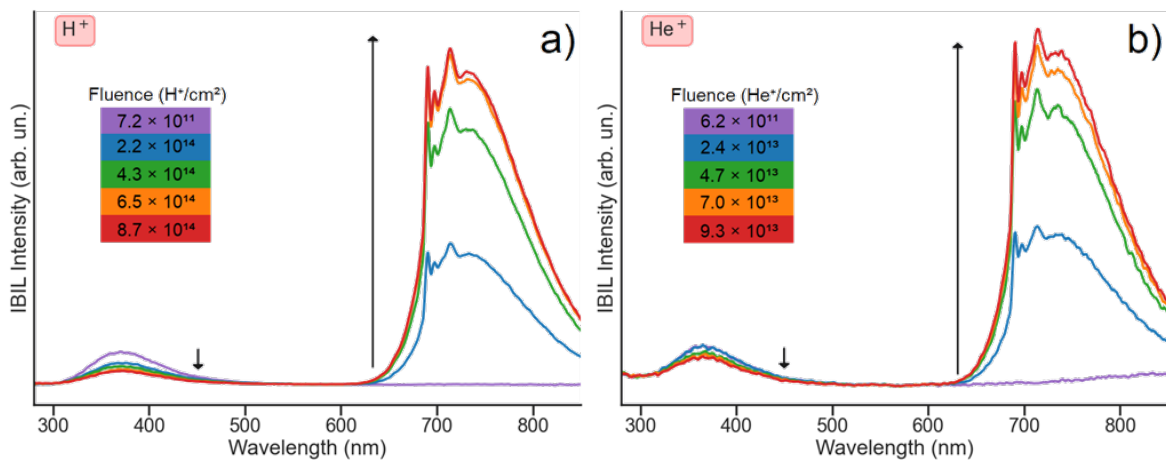 H⁺
a)
Fluence (H⁺/cm²)
7.2 × 10¹¹
2.2 × 10¹⁴
4.3 × 10¹⁴
6.5 × 10¹⁴
8.7 × 10¹⁴
IBIL Intensity (arb. un.)
300 400 500 600 700 800
Wavelength (nm)
He⁺
b)
Fluence (He⁺/cm²)
6.2 × 10¹¹
2.4 × 10¹³
4.7 × 10¹³
7.0 × 10¹³
9.3 × 10¹³
IBIL Intensity (arb. un.)
300 400 500 600 700 800
Wavelength (nm)